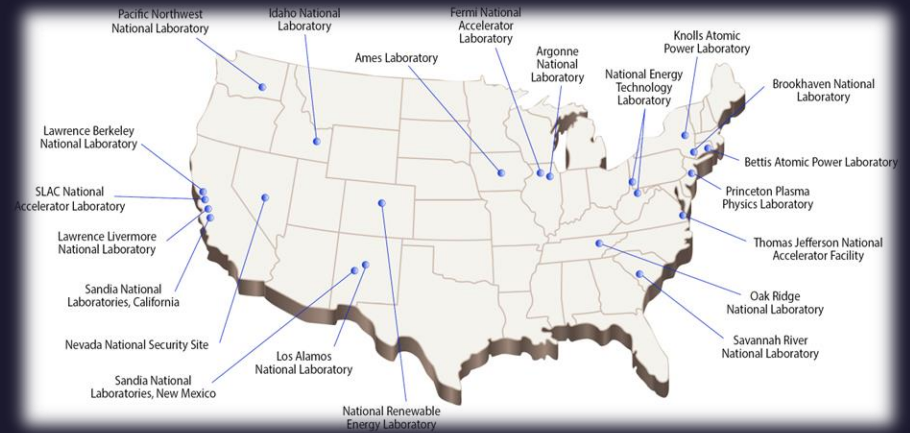 Pacific Northwest
National Laboratory
Idaho National
Laboratory
Fermi National
Accelerator
Laboratory
Ames Laboratory
Argonne
National
Laboratory
Knolls Atomic
Power Laboratory
National Energy
Technology
Laboratory
Brookhaven National
Laboratory
Lawrence Berkeley
National Laboratory
Bettis Atomic Power Laboratory
SLAC National
Accelerator Laboratory
Princeton Plasma
Physics Laboratory
Lawrence Livermore
National Laboratory
Thomas Jefferson National
Accelerator Facility
Sandia National
Laboratories, California
Oak Ridge
National Laboratory
Nevada National Security Site
Savannah River
National Laboratory
Los Alamos
National Laboratory
Sandia National
Laboratories, New Mexico
National Renewable
Energy Laboratory